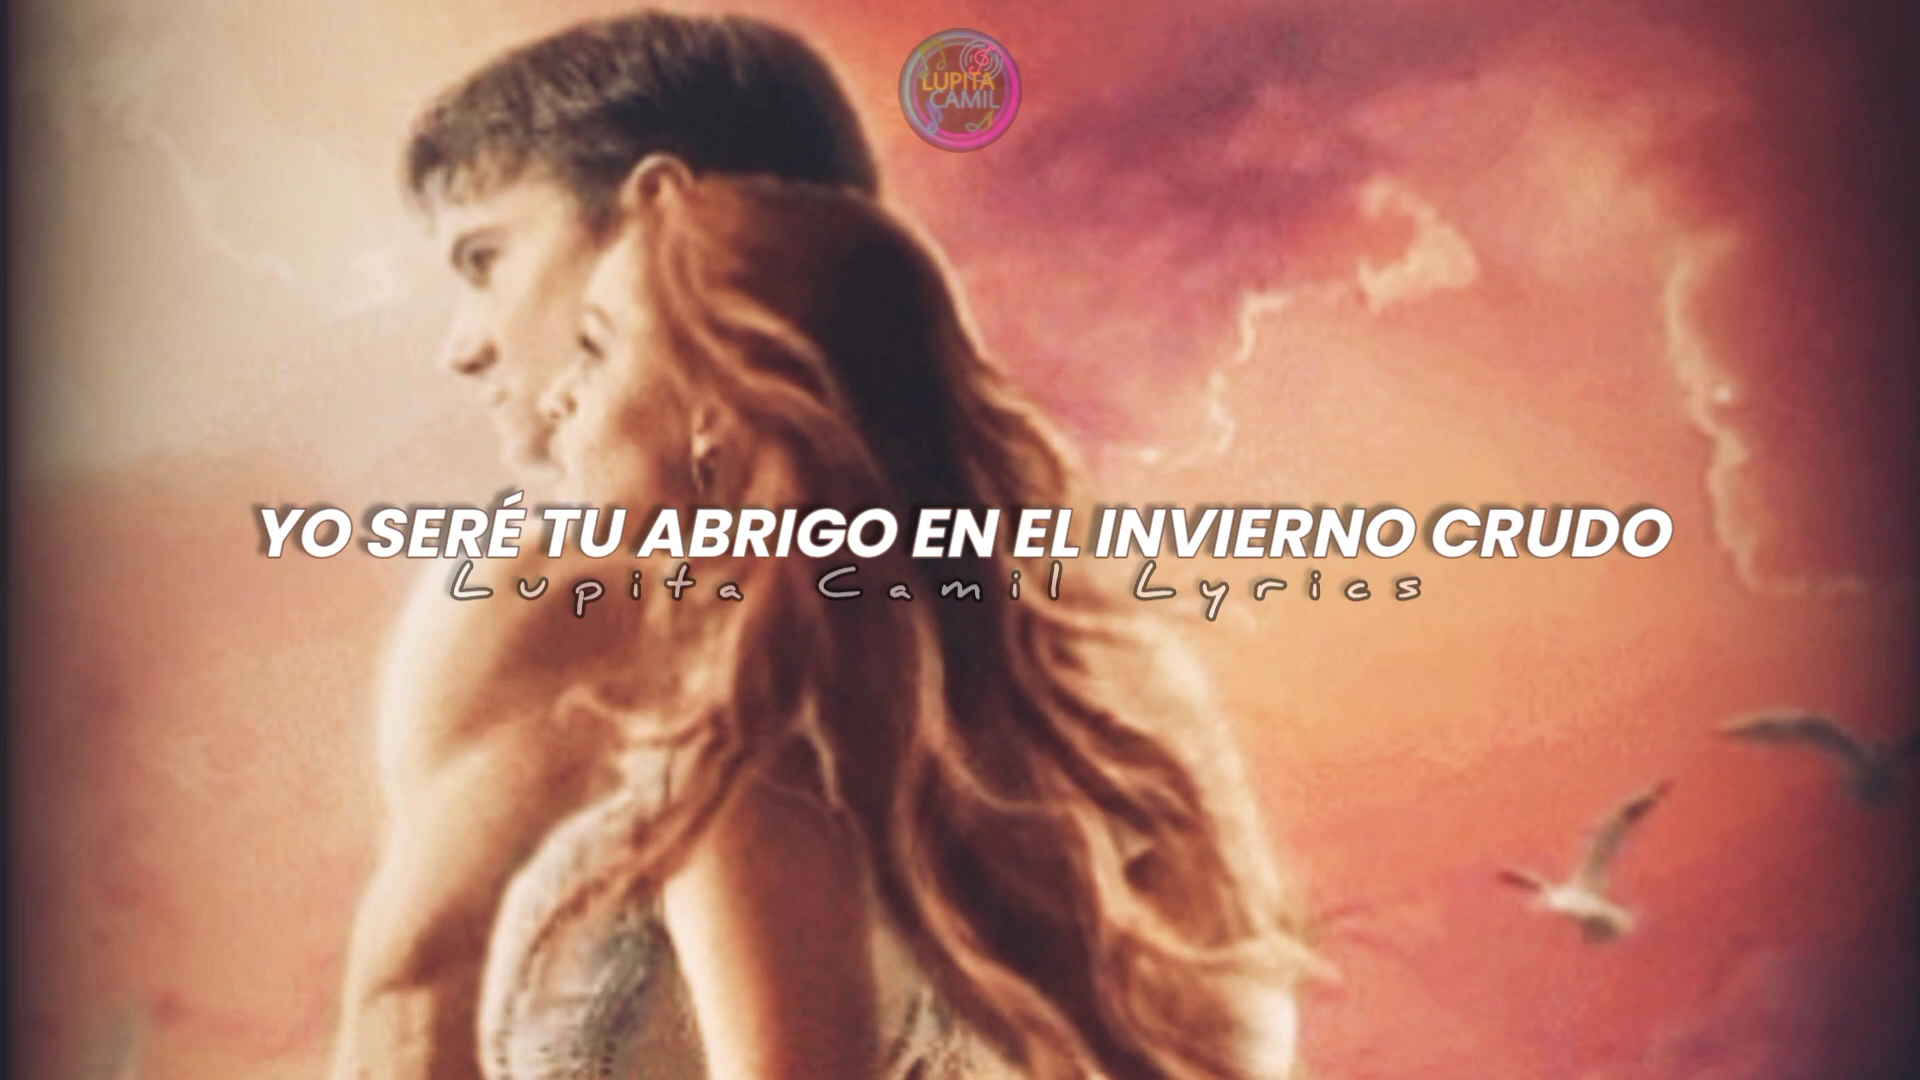 LUPITA
CAMIL
YO SERÉ TU ABRIGO EN EL INVIERNO CRUDO
Lupita Camil Lyrics